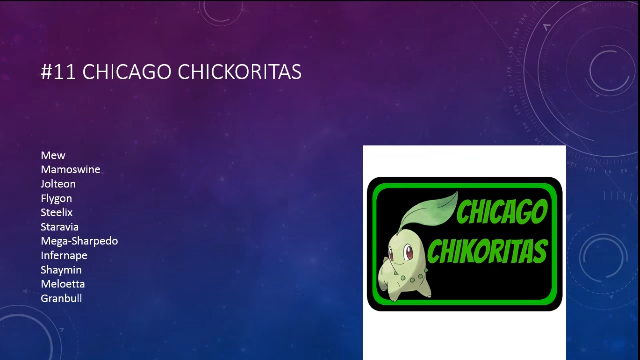 #11 CHICAGO CHICKORITAS
Mew
Mamoswine
Jolteon
Flygon
Steelix
Staravia
Mega-Sharpedo
Infernape
Shaymin
Meloetta
Granbull
CHICAGO
CHIKORITAS